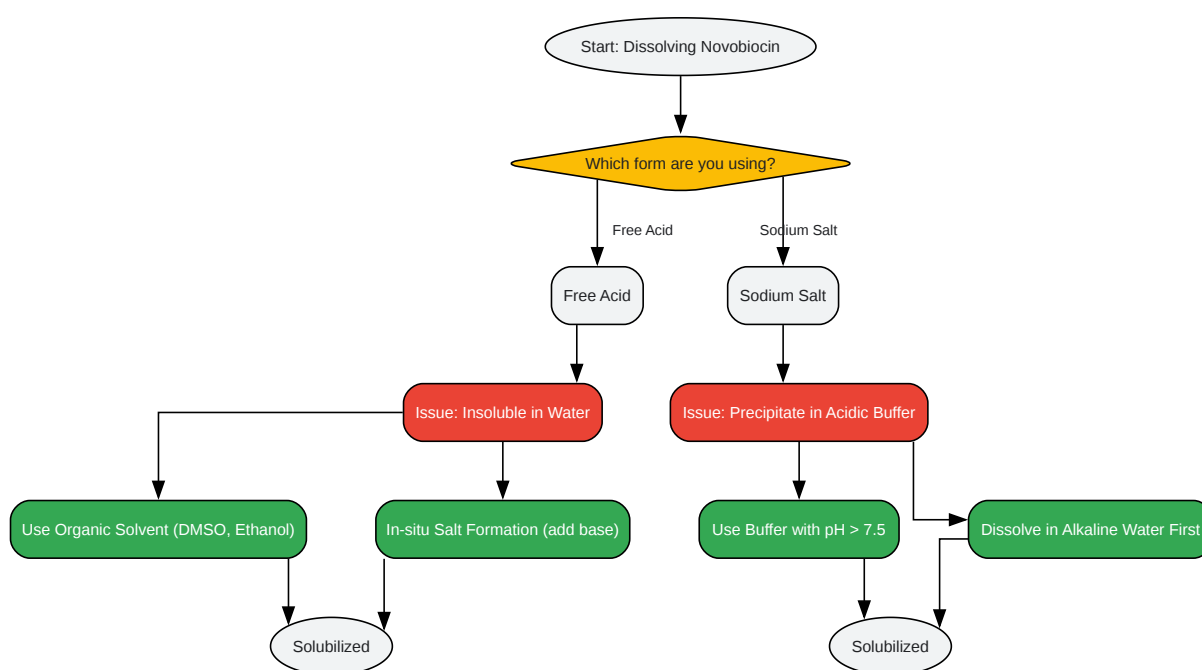 Start: Dissolving Novobiocin
Which form are you using?
Free Acid
Sodium Salt
Free Acid
Sodium Salt
Issue: Insoluble in Water
Issue: Precipitate in Acidic Buffer
Use Organic Solvent (DMSO, Ethanol)
In-situ Salt Formation (add base)
Use Buffer with pH > 7.5
Dissolve in Alkaline Water First
Solubilized
Solubilized